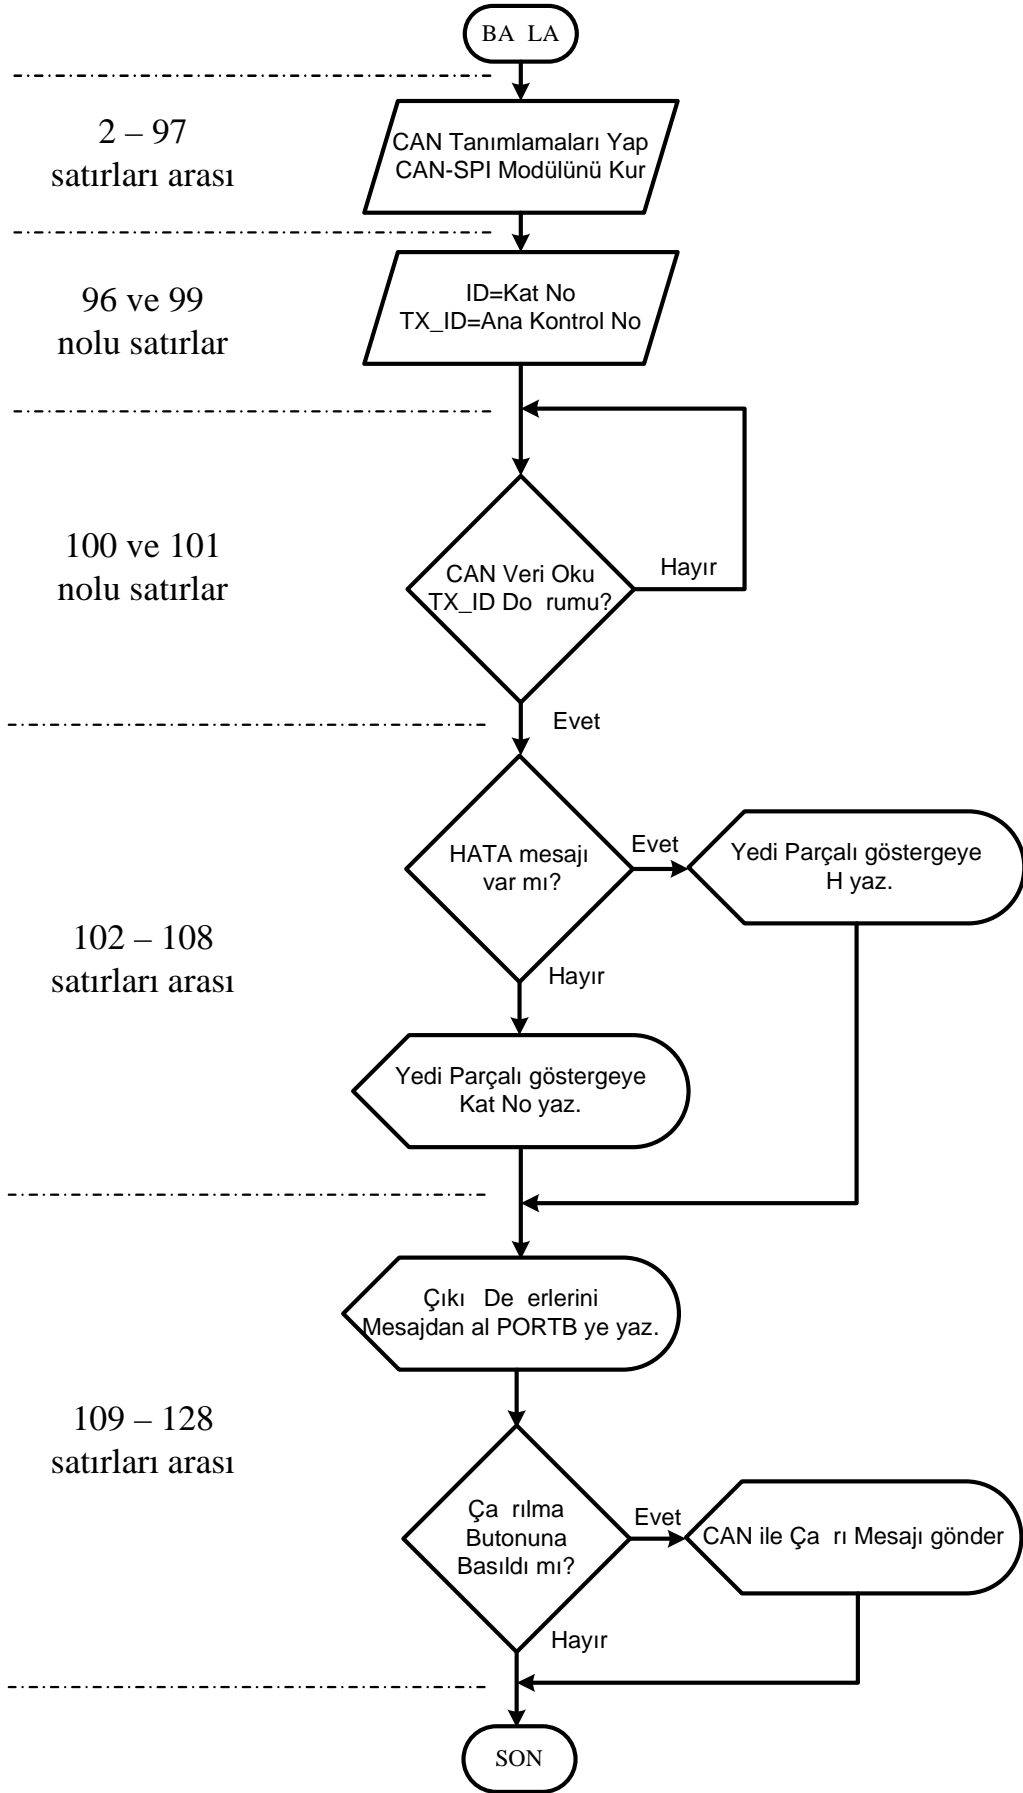 BA LA
2 – 97
satırları arası
CAN Tanımlamaları Yap
CAN-SPI Modülünü Kur
96 ve 99
nolu satırlar
ID=Kat No
TX_ID=Ana Kontrol No
100 ve 101
nolu satırlar
CAN Veri Oku
TX_ID Do rumu?
Hayır
Evet
102 – 108
satırları arası
HATA mesajı
var mı?
Evet
Yedi Parçalı göstergeye
H yaz.
Hayır
Yedi Parçalı göstergeye
Kat No yaz.
109 – 128
satırları arası
Çıkı De erlerini
Mesajdan al PORTB ye yaz.
Ça rılma
Butonuna
Basıldı mı?
Evet
CAN ile Ça rı Mesajı gönder
Hayır
SON